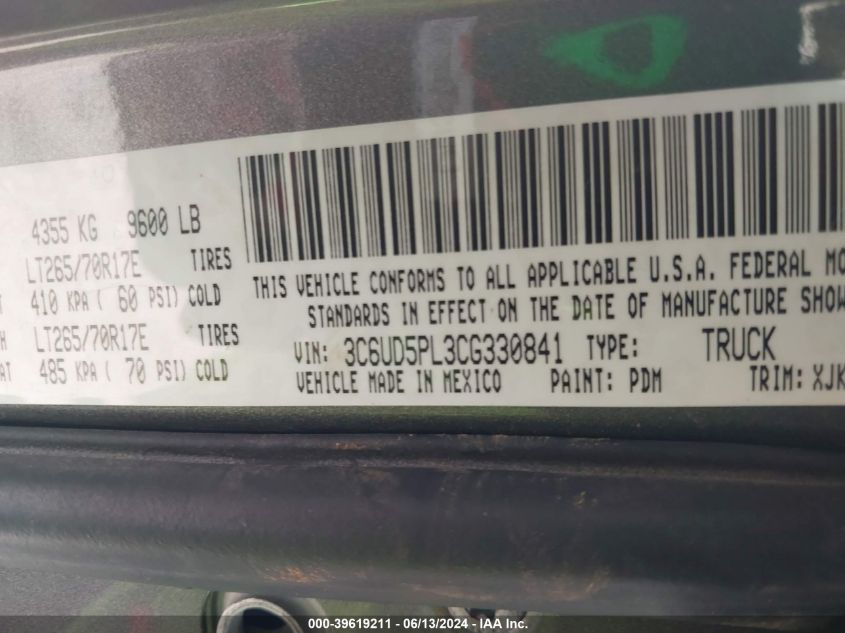 4355 KG 9600 LB
LT265/70R17E TIRES
410 KPA ( 60 PSI) COLD
LT265/70R17E TIRES
485 KPA ( 70 PSI) COLD
THIS VEHICLE CONFORMS TO ALL APPLICABLE U.S.A. FEDERAL MO
STANDARDS IN EFFECT ON THE DATE OF MANUFACTURE SHOW
VIN: 3C6UD5PL3CG330841 TYPE: TRUCK
VEHICLE MADE IN MEXICO PAINT: PDM TRIM: XJK
000-39619211 - 06/13/2024 - IAA Inc.